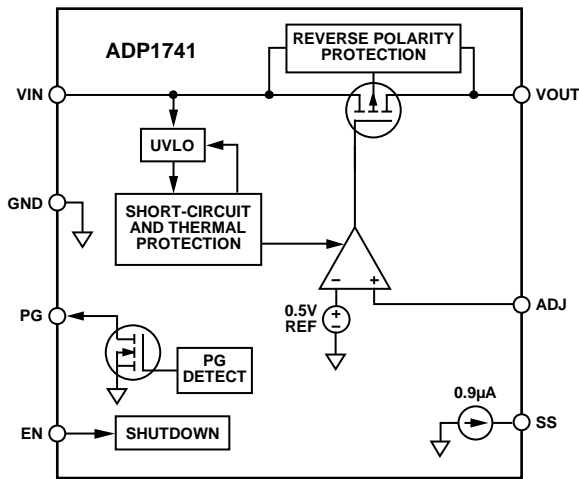 ADP1741
REVERSE POLARITY
PROTECTION
VIN
VOUT
UVLO
GND
SHORT-CIRCUIT
AND THERMAL
PROTECTION
–
+
0.5V
REF
+
–
ADJ
PG
PG
DETECT
0.9µA
SS
EN
SHUTDOWN